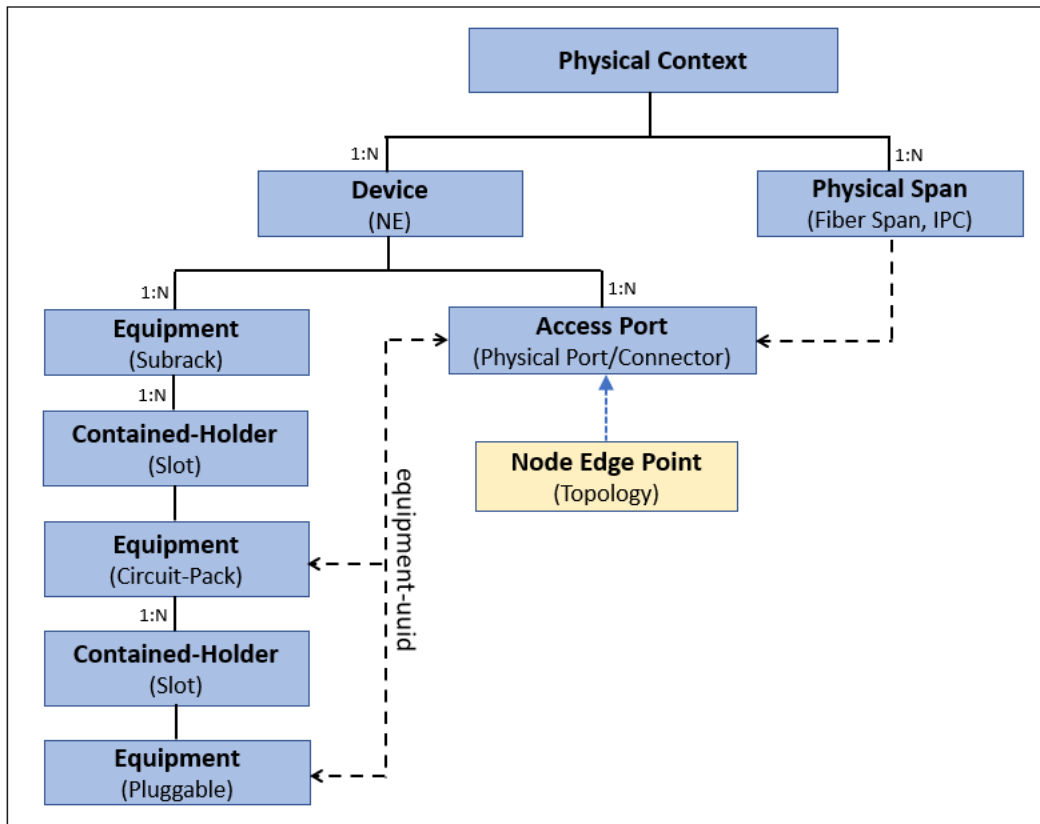 Physical Context
1:N
1:N
Device
(NE)
Physical Span
(Fiber Span, IPC)
1:N
1:N
Equipment
(Subrack)
Access Port
(Physical Port/Connector)
1:N
Contained-Holder
(Slot)
Node Edge Point
(Topology)
equipment-uuid
Equipment
(Circuit-Pack)
1:N
Contained-Holder
(Slot)
Equipment
(Pluggable)